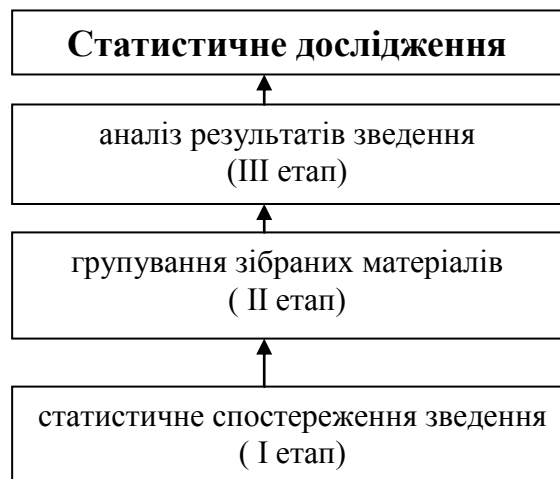 Статистичне дослідження
аналіз результатів зведення
(ІІІ етап)
групування зібраних матеріалів
( ІІ етап)
статистичне спостереження зведення
( І етап)